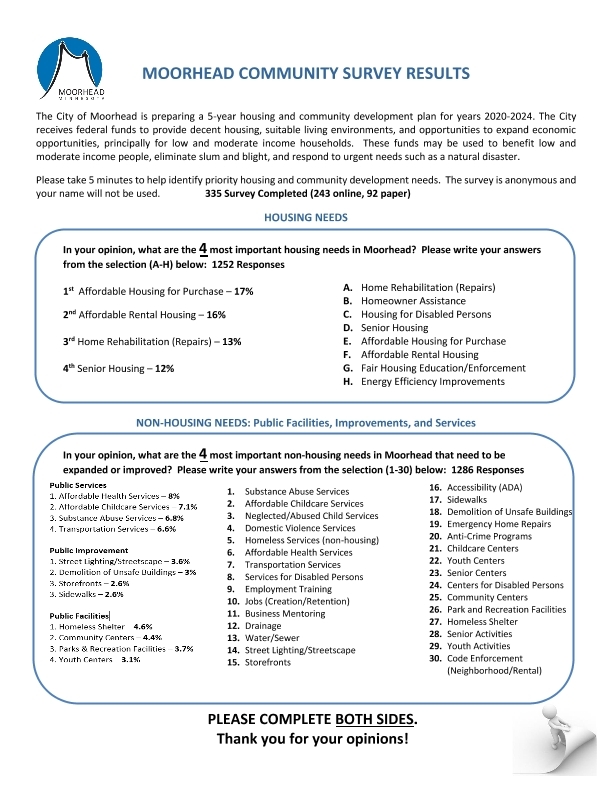 MOORHEAD
MINNESOTA
MOORHEAD COMMUNITY SURVEY RESULTS
The City of Moorhead is preparing a 5-year housing and community development plan for years 2020-2024. The City
receives federal funds to provide decent housing, suitable living environments, and opportunities to expand economic
opportunities, principally for low and moderate income households. These funds may be used to benefit low and
moderate income people, eliminate slum and blight, and respond to urgent needs such as a natural disaster.
Please take 5 minutes to help identify priority housing and community development needs. The survey is anonymous and
your name will not be used. 335 Survey Completed (243 online, 92 paper)
HOUSING NEEDS
In your opinion, what are the 4 most important housing needs in Moorhead? Please write your answers
from the selection (A-H) below: 1252 Responses
1st Affordable Housing for Purchase – 17%
2nd Affordable Rental Housing – 16%
3rd Home Rehabilitation (Repairs) – 13%
4th Senior Housing – 12%
A. Home Rehabilitation (Repairs)
B. Homeowner Assistance
C. Housing for Disabled Persons
D. Senior Housing
E. Affordable Housing for Purchase
F. Affordable Rental Housing
G. Fair Housing Education/Enforcement
H. Energy Efficiency Improvements
NON-HOUSING NEEDS: Public Facilities, Improvements, and Services
In your opinion, what are the 4 most important non-housing needs in Moorhead that need to be
expanded or improved? Please write your answers from the selection (1-30) below: 1286 Responses
Public Services
1. Affordable Health Services – 8%
2. Affordable Childcare Services – 7.1%
3. Substance Abuse Services – 6.8%
4. Transportation Services – 6.6%
Public Improvement
1. Street Lighting/Streetscape – 3.6%
2. Demolition of Unsafe Buildings – 3%
3. Storefronts – 2.6%
3. Sidewalks – 2.6%
Public Facilities
1. Homeless Shelter – 4.6%
2. Community Centers – 4.4%
3. Parks & Recreation Facilities – 3.7%
4. Youth Centers – 3.1%
1. Substance Abuse Services
2. Affordable Childcare Services
3. Neglected/Abused Child Services
4. Domestic Violence Services
5. Homeless Services (non-housing)
6. Affordable Health Services
7. Transportation Services
8. Services for Disabled Persons
9. Employment Training
10. Jobs (Creation/Retention)
11. Business Mentoring
12. Drainage
13. Water/Sewer
14. Street Lighting/Streetscape
15. Storefronts
16. Accessibility (ADA)
17. Sidewalks
18. Demolition of Unsafe Buildings
19. Emergency Home Repairs
20. Anti-Crime Programs
21. Childcare Centers
22. Youth Centers
23. Senior Centers
24. Centers for Disabled Persons
25. Community Centers
26. Park and Recreation Facilities
27. Homeless Shelter
28. Senior Activities
29. Youth Activities
30. Code Enforcement
(Neighborhood/Rental)
PLEASE COMPLETE BOTH SIDES.
Thank you for your opinions!